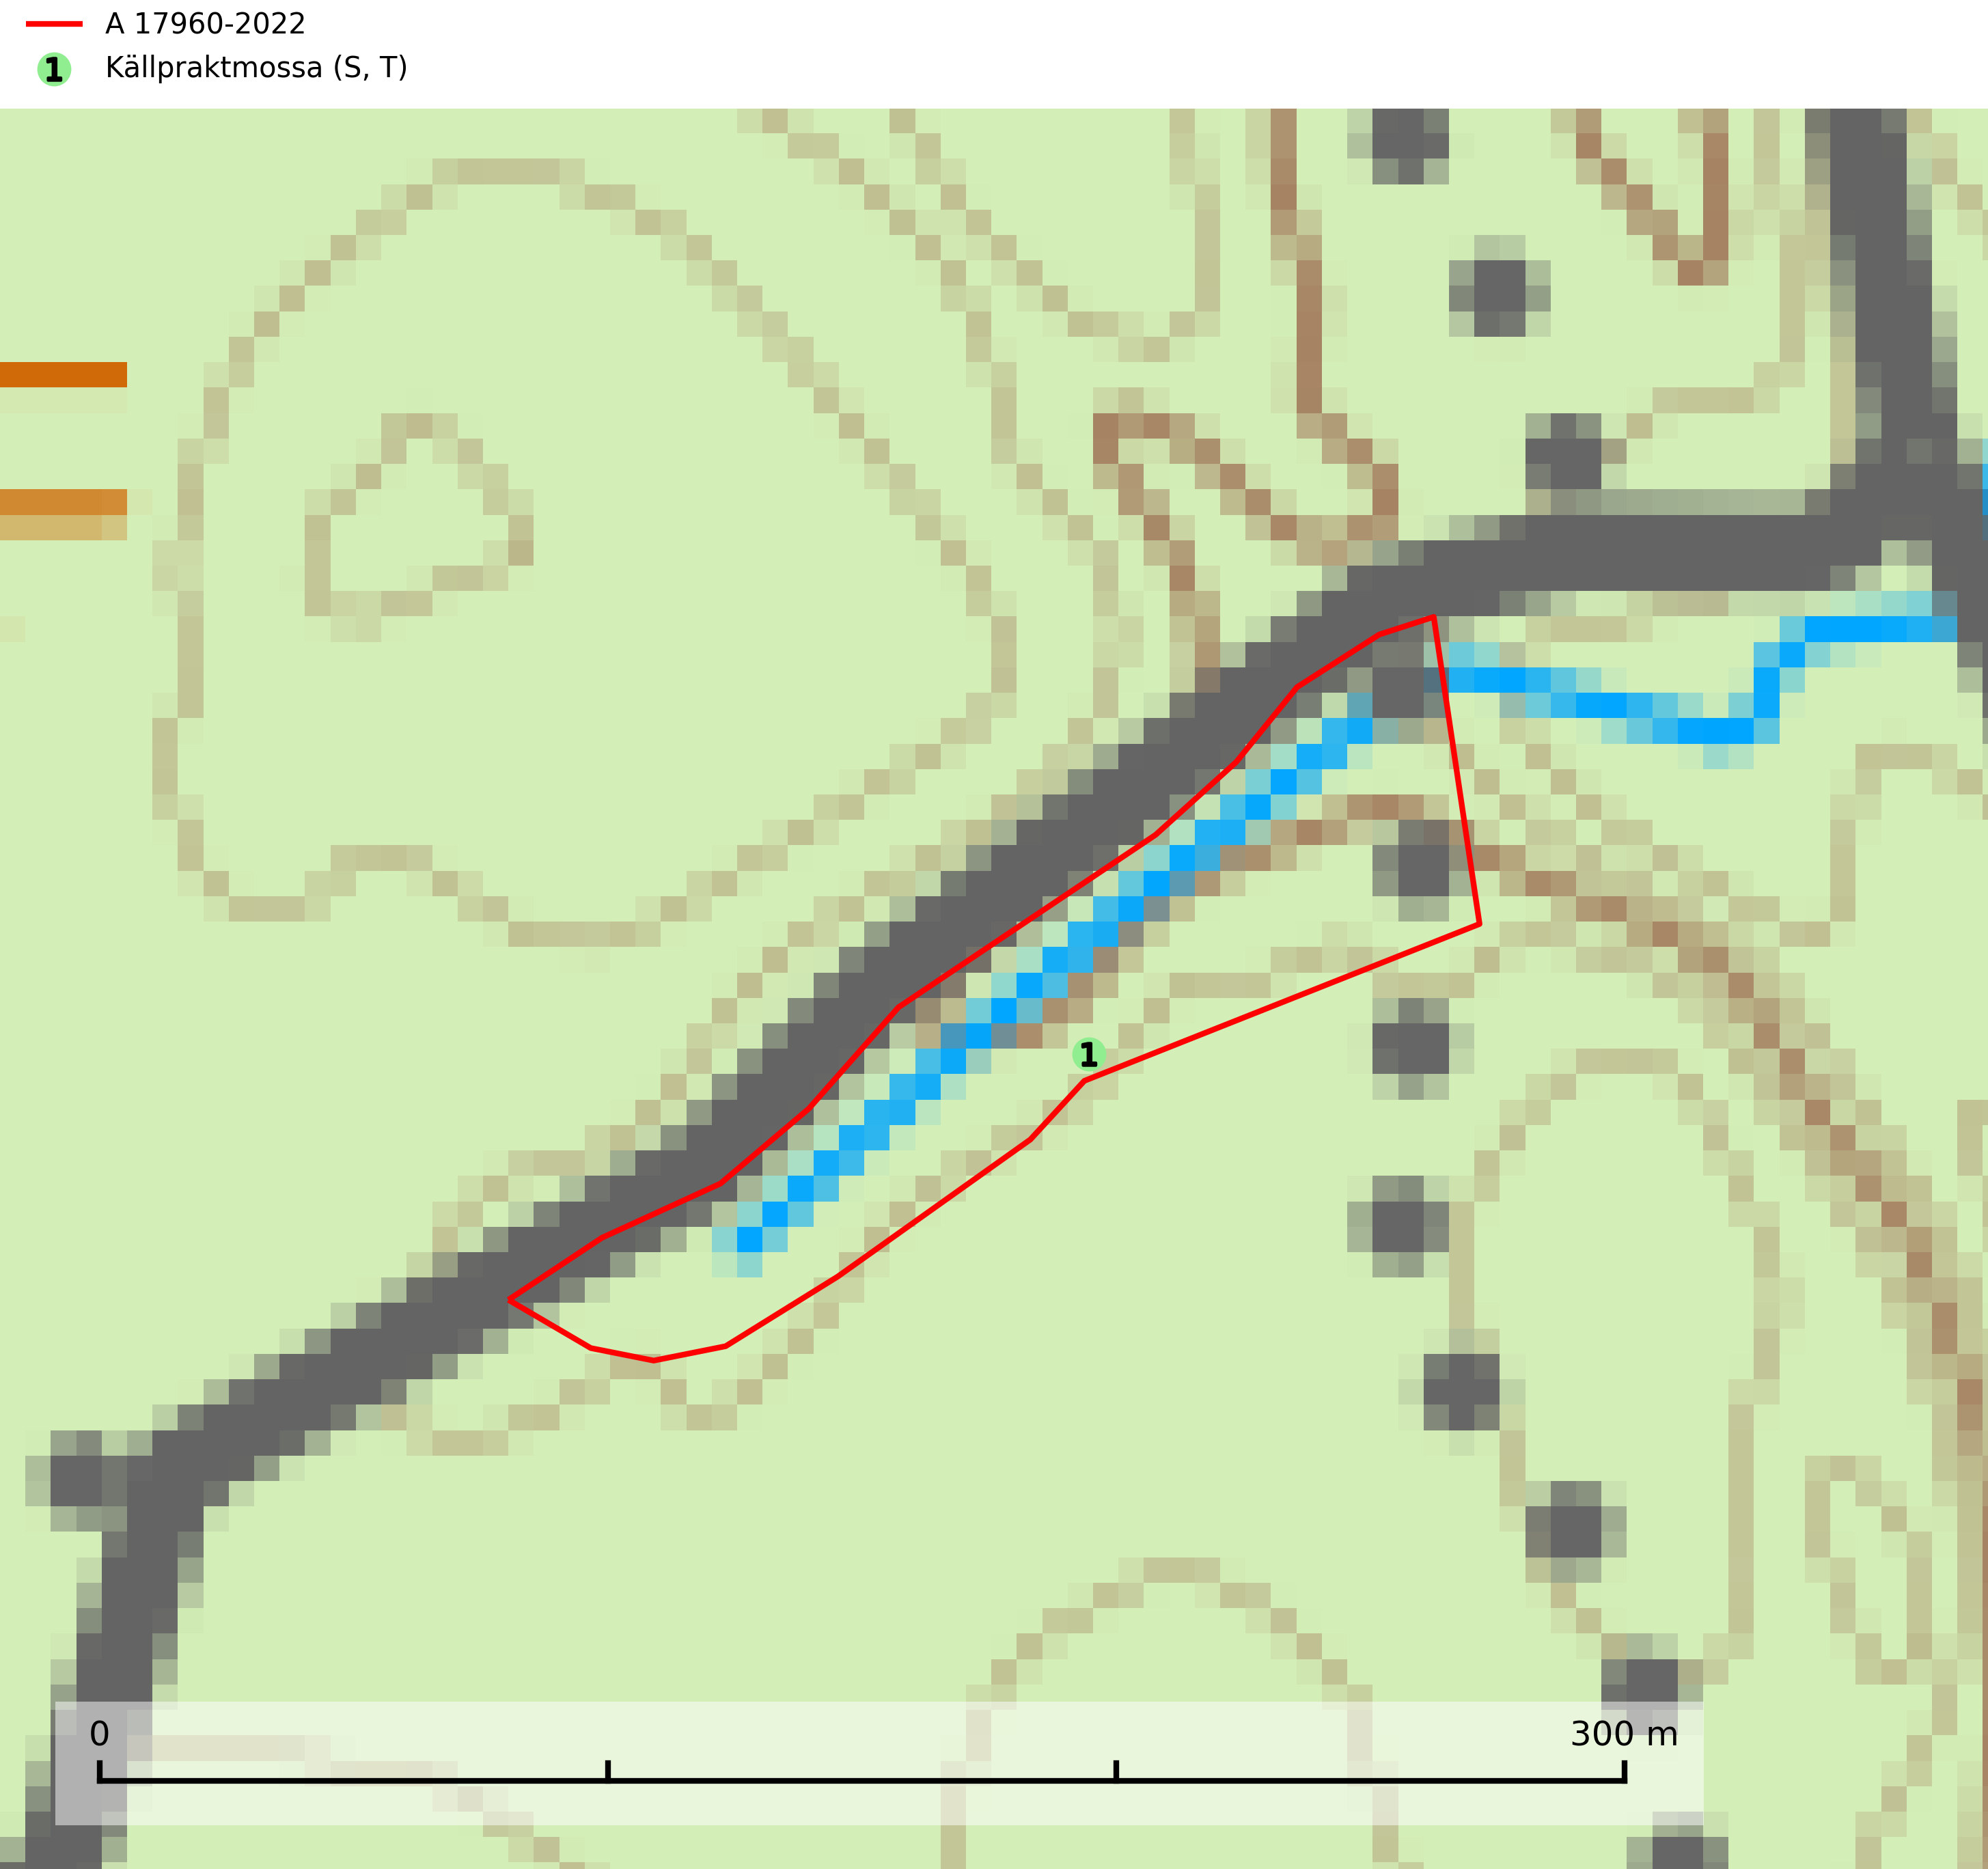 A 17960-2022
1 Källpraktmossa (S, T)
1
0 300 m